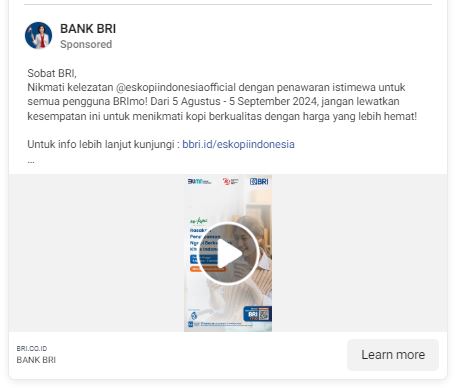 BANK BRI
Sponsored
Sobat BRI,
Nikmati kelezatan @eskopiindonesiaofficial dengan penawaran istimewa untuk
semua pengguna BRImo! Dari 5 Agustus - 5 September 2024, jangan lewatkan
kesempatan ini untuk menikmati kopi berkualitas dengan harga yang lebih hemat!
Untuk info lebih lanjut kunjungi : bbri.id/eskopiindonesia
...
BRI
Rasakan
BRI
BRI.CO.ID
BANK BRI
Learn more